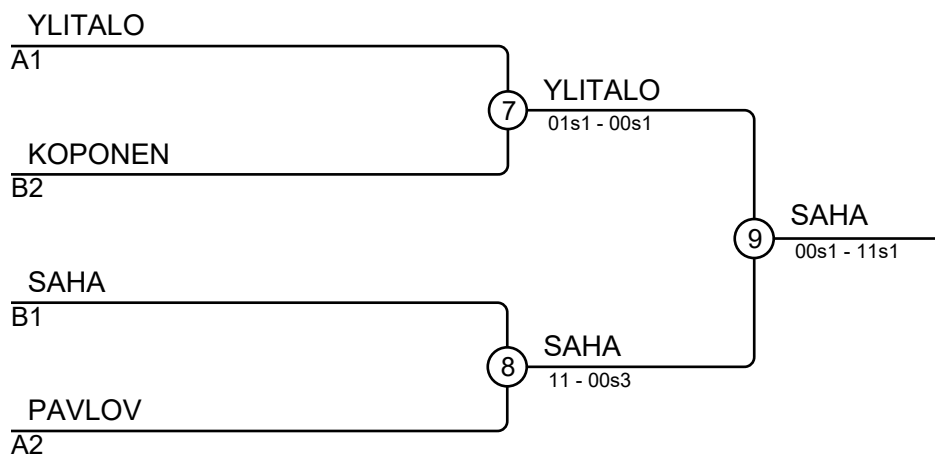 YLITALO
A1
7
YLITALO
01s1 - 00s1
KOPONEN
B2
9
SAHA
00s1 - 11s1
SAHA
B1
8
SAHA
11 - 00s3
PAVLOV
A2